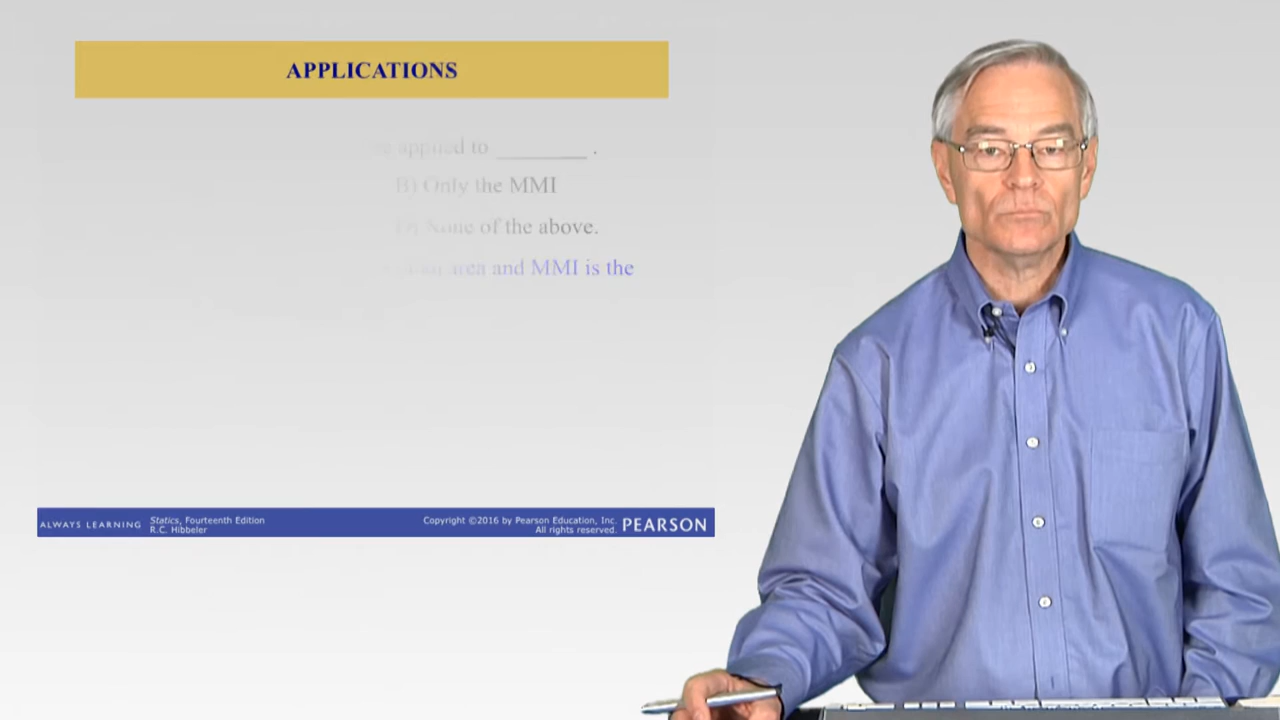 APPLICATIONS
applied to ________ .
B) Only the MMI
None of the above.
area and MMI is the
ALWAYS LEARNING
Statics, Fourteenth Edition
R.C. Hibbeler
Copyright ©2016 by Pearson Education, Inc.
All rights reserved.
PEARSON